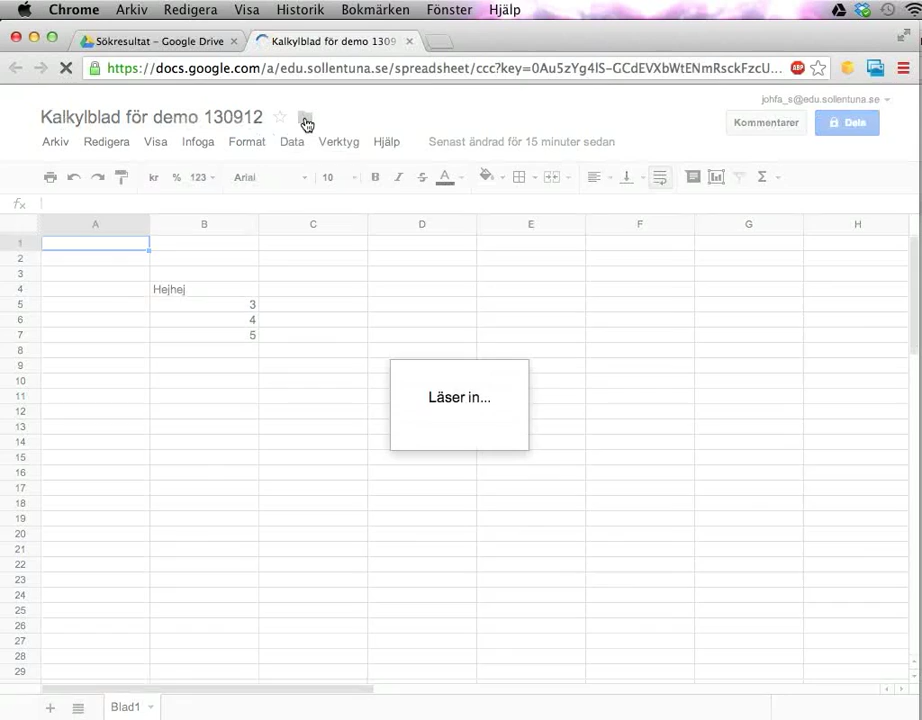 Chrome Arkiv Redigera Visa Historik Bokmärken Fönster Hjälp
Sökresultat – Google Drive Kalkylblad för demo 1309
https://docs.google.com/a/edu.sollentuna.se/spreadsheet/ccc?key=0Au5zYg4lS-GCdEVXbWtENmRsckFzcU... ABP
johfa_s@edu.sollentuna.se
Kalkylblad för demo 130912 Kommentarer Dela
Arkiv Redigera Visa Infoga Format Data Verktyg Hjälp Senast ändrad för 15 minuter sedan
kr % 123 Arial 10 B I S A Σ
fx
A B C D E F G H
1
2
3
4 Hejhej
5 3
6 4
7 5
8
9
10
11 Läser in...
12
13
14
15
16
17
18
19
20
21
22
23
24
25
26
27
28
29
+ Blad1